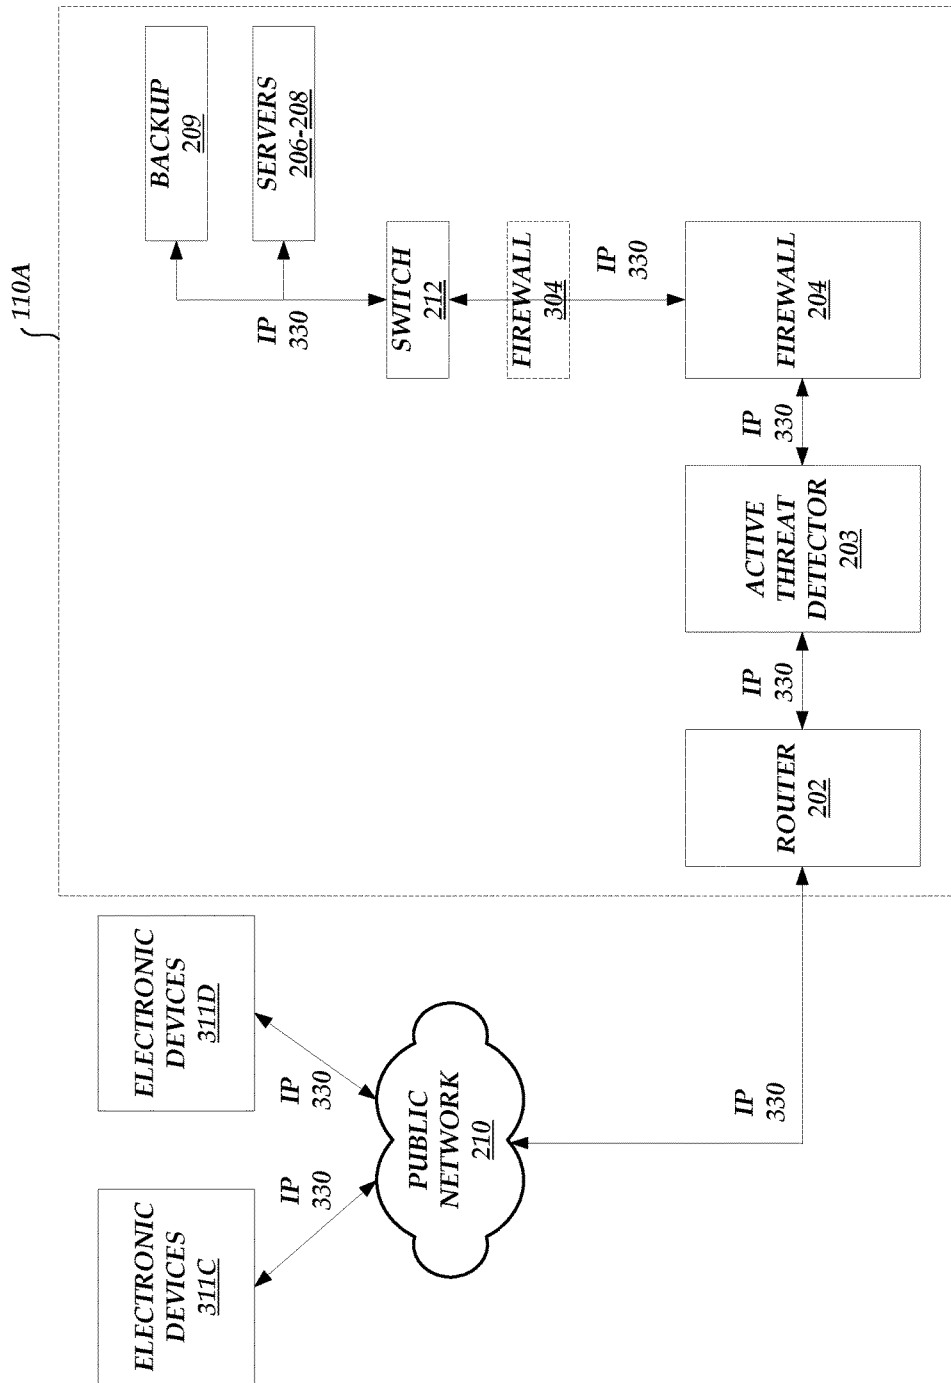 110A
ELECTRONIC
DEVICES
311C
ELECTRONIC
DEVICES
311D
IP
330
IP
330
PUBLIC
NETWORK
210
IP
330
BACKUP
209
SERVERS
206-208
IP
330
SWITCH
212
FIREWALL
304
IP
330
ROUTER
202
IP
330
ACTIVE
THREAT
DETECTOR
203
IP
330
FIREWALL
204